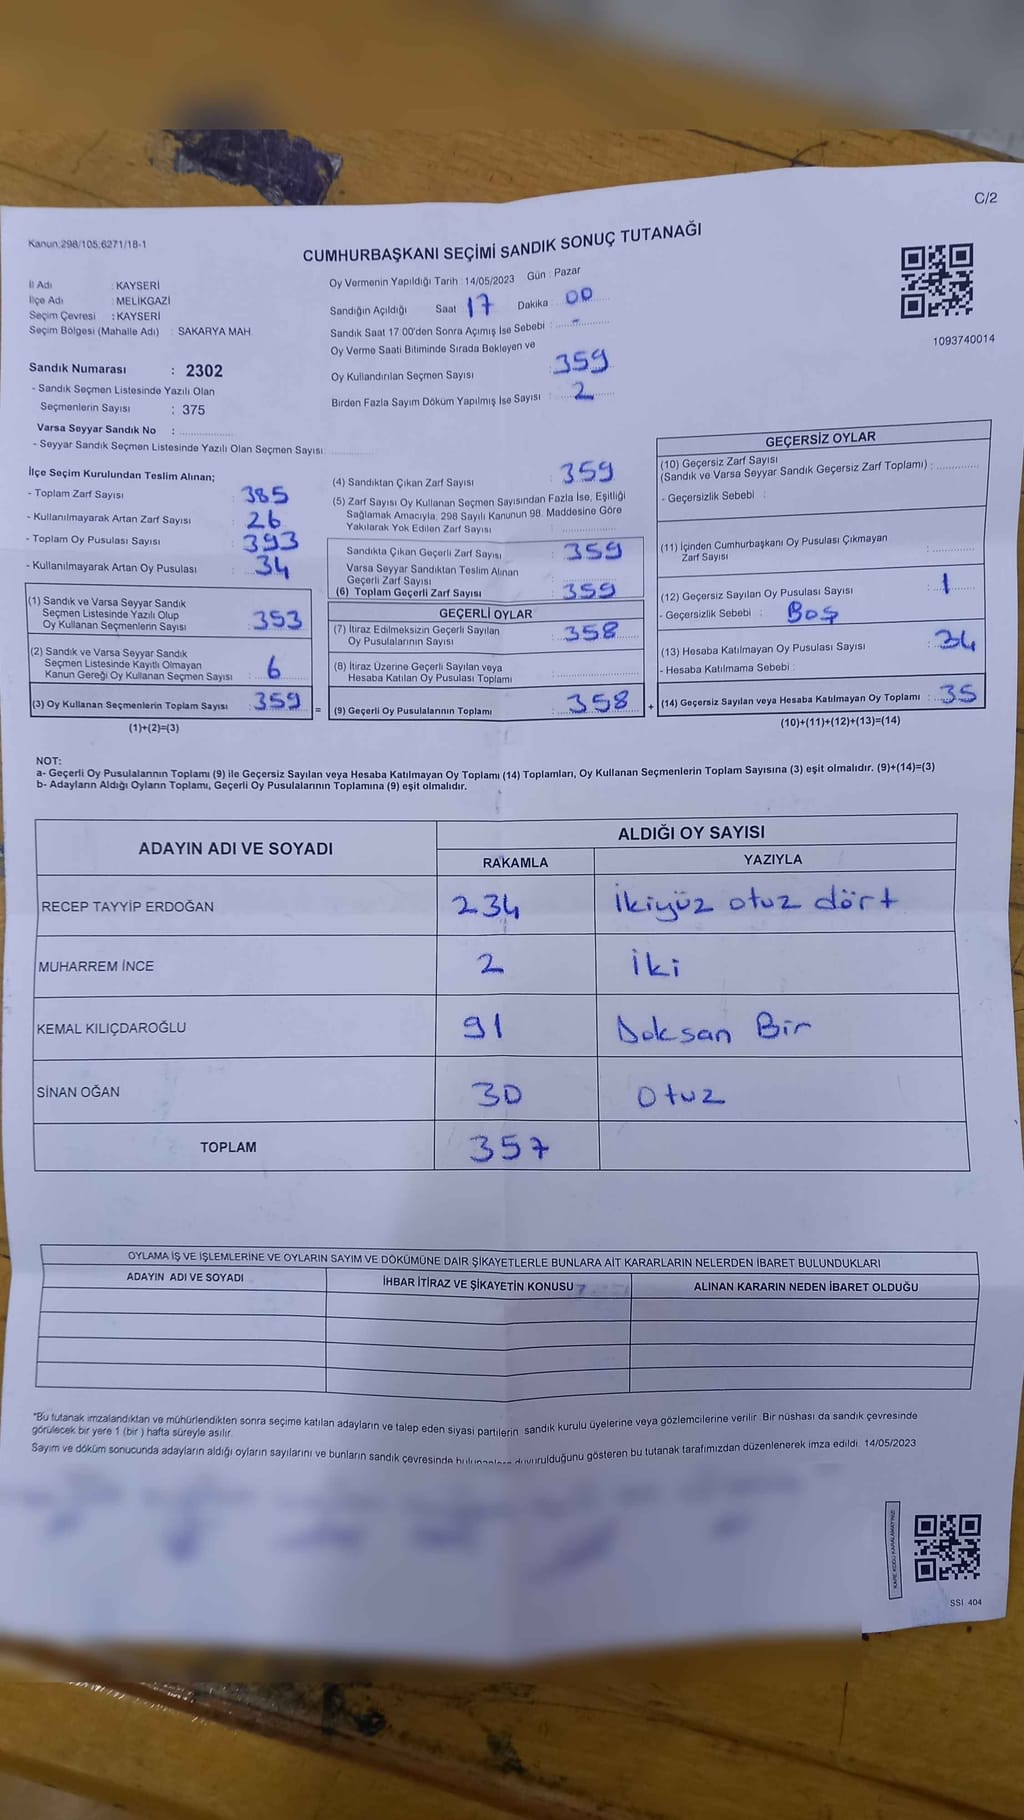 C/2
Kanun:298/105,6271/18-1
CUMHURBAŞKANI SEÇİMİ SANDIK SONUÇ TUTANAĞI
1093740014
İl Adı : KAYSERİ
İlçe Adı : MELİKGAZİ
Seçim Çevresi : KAYSERİ
Seçim Bölgesi (Mahalle Adı) : SAKARYA MAH.
Sandık Numarası : 2302
- Sandık Seçmen Listesinde Yazılı Olan
Seçmenlerin Sayısı : 375
Varsa Seyyar Sandık No :
- Seyyar Sandık Seçmen Listesinde Yazılı Olan Seçmen Sayısı:
Oy Vermenin Yapıldığı Tarih : 14/05/2023 Gün : Pazar
Sandığın Açıldığı Saat 17 Dakika 00
Sandık Saat 17.00'den Sonra Açımış İse Sebebi : -
Oy Verme Saati Bitiminde Sırada Bekleyen ve
Oy Kullandırılan Seçmen Sayısı : 359
Birden Fazla Sayım Döküm Yapılmış İse Sayısı : 2
İlçe Seçim Kurulundan Teslim Alınan;
- Toplam Zarf Sayısı : 385
- Kullanılmayarak Artan Zarf Sayısı : 26
- Toplam Oy Pusulası Sayısı : 393
- Kullanılmayarak Artan Oy Pusulası : 34
(1) Sandık ve Varsa Seyyar Sandık
Seçmen Listesinde Yazılı Olup
Oy Kullanan Seçmenlerin Sayısı : 353
(2) Sandık ve Varsa Seyyar Sandık
Seçmen Listesinde Kayıtlı Olmayan
Kanun Gereği Oy Kullanan Seçmen Sayısı : 6
(3) Oy Kullanan Seçmenlerin Toplam Sayısı : 359
(1)+(2)=(3)
=
(4) Sandıktan Çıkan Zarf Sayısı : 359
(5) Zarf Sayısı Oy Kullanan Seçmen Sayısından Fazla İse, Eşitliği
Sağlamak Amacıyla, 298 Sayılı Kanunun 98. Maddesine Göre
Yakılarak Yok Edilen Zarf Sayısı :
Sandıkta Çıkan Geçerli Zarf Sayısı : 359
Varsa Seyyar Sandıktan Teslim Alınan
Geçerli Zarf Sayısı :
(6) Toplam Geçerli Zarf Sayısı : 359
GEÇERLİ OYLAR
(7) İtiraz Edilmeksizin Geçerli Sayılan
Oy Pusulalarının Sayısı : 358
(8) İtiraz Üzerine Geçerli Sayılan veya
Hesaba Katılan Oy Pusulası Toplamı :
(9) Geçerli Oy Pusulalarının Toplamı : 358
+
GEÇERSİZ OYLAR
(10) Geçersiz Zarf Sayısı
(Sandık ve Varsa Seyyar Sandık Geçersiz Zarf Toplamı) :
- Geçersizlik Sebebi :
(11) İçinden Cumhurbaşkanı Oy Pusulası Çıkmayan
Zarf Sayısı :
(12) Geçersiz Sayılan Oy Pusulası Sayısı : 1
- Geçersizlik Sebebi : Boş
(13) Hesaba Katılmayan Oy Pusulası Sayısı : 34
- Hesaba Katılmama Sebebi :
(14) Geçersiz Sayılan veya Hesaba Katılmayan Oy Toplamı : 35
(10)+(11)+(12)+(13)=(14)
NOT:
a- Geçerli Oy Pusulalarının Toplamı (9) ile Geçersiz Sayılan veya Hesaba Katılmayan Oy Toplamı (14) Toplamları, Oy Kullanan Seçmenlerin Toplam Sayısına (3) eşit olmalıdır. (9)+(14)=(3)
b- Adayların Aldığı Oyların Toplamı, Geçerli Oy Pusulalarının Toplamına (9) eşit olmalıdır.
ADAYIN ADI VE SOYADI ALDIĞI OY SAYISI
RAKAMLA YAZIYLA
RECEP TAYYİP ERDOĞAN 234 İkiyüz otuz dört
MUHARREM İNCE 2 İki
KEMAL KILIÇDAROĞLU 91 Doksan Bir
SİNAN OĞAN 30 Otuz
TOPLAM 357
OYLAMA İŞ VE İŞLEMLERİNE VE OYLARIN SAYIM VE DÖKÜMÜNE DAİR ŞİKAYETLERLE BUNLARA AİT KARARLARIN NELERDEN İBARET BULUNDUKLARI
ADAYIN ADI VE SOYADI İHBAR İTİRAZ VE ŞİKAYETİN KONUSU ALINAN KARARIN NEDEN İBARET OLDUĞU
*Bu tutanak imzalandıktan ve mühürlendikten sonra seçime katılan adayların ve talep eden siyasi partilerin sandık kurulu üyelerine veya gözlemcilerine verilir. Bir nüshası da sandık çevresinde
görülecek bir yere 1 (bir ) hafta süreyle asılır.
Sayım ve döküm sonucunda adayların aldığı oyların sayılarını ve bunların sandık çevresinde duyurulduğunu gösteren bu tutanak tarafımızdan düzenlenerek imza edildi. 14/05/2023
KARE KODU KARALAMAYINIZ!
SSI: 404